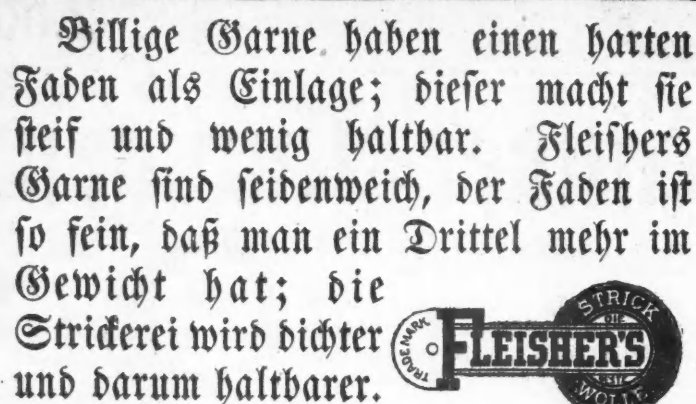 Billige Garne haben einen harten
Faden als Einlage; dieser macht sie
steif und wenig haltbar. Fleishers
Garne sind seidenweich, der Faden ist
so fein, daß man ein Drittel mehr im
Gewicht hat; die
Strickerei wird dichter
und darum haltbarer.
STRICK
DIE
TRADE MARK
FLEISHER'S
WOLLE